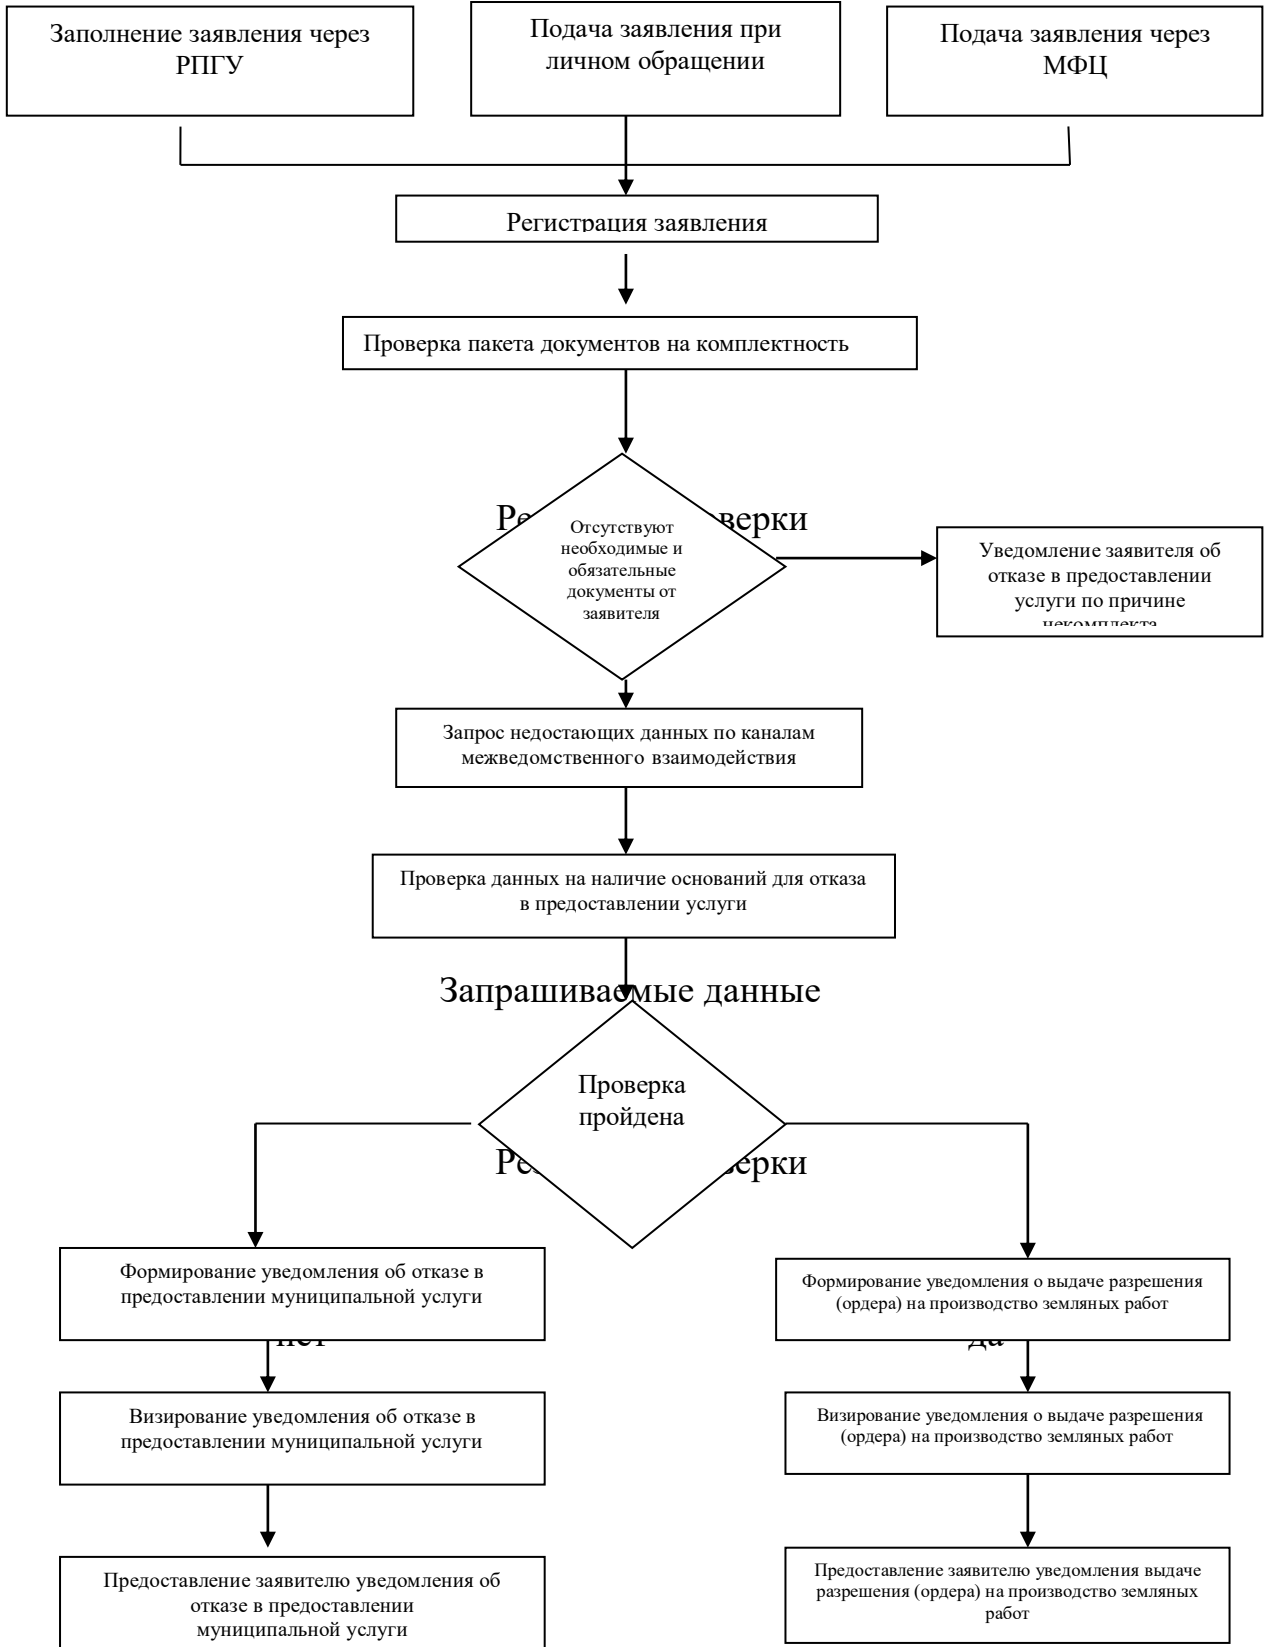 Заполнение заявления через
РПГУ
Подача заявления при
личном обращении
Подача заявления через
МФЦ
Регистрация заявления
Проверка пакета документов на комплектность
Отсутствуют
необходимые и
обязательные
документы от
заявителя
Уведомление заявителя об
отказе в предоставлении
услуги по причине
некомплекта
Запрос недостающих данных по каналам
межведомственного взаимодействия
Проверка данных на наличие оснований для отказа
в предоставлении услуги
Запрашиваемые данные
Проверка
пройдена
Формирование уведомления об отказе в
предоставлении муниципальной услуги
Формирование уведомления о выдаче разрешения
(ордера) на производство земляных работ
нет
да
Визирование уведомления об отказе в
предоставлении муниципальной услуги
Визирование уведомления о выдаче разрешения
(ордера) на производство земляных работ
Предоставление заявителю уведомления об
отказе в предоставлении
муниципальной услуги
Предоставление заявителю уведомления выдаче
разрешения (ордера) на производство земляных
работ